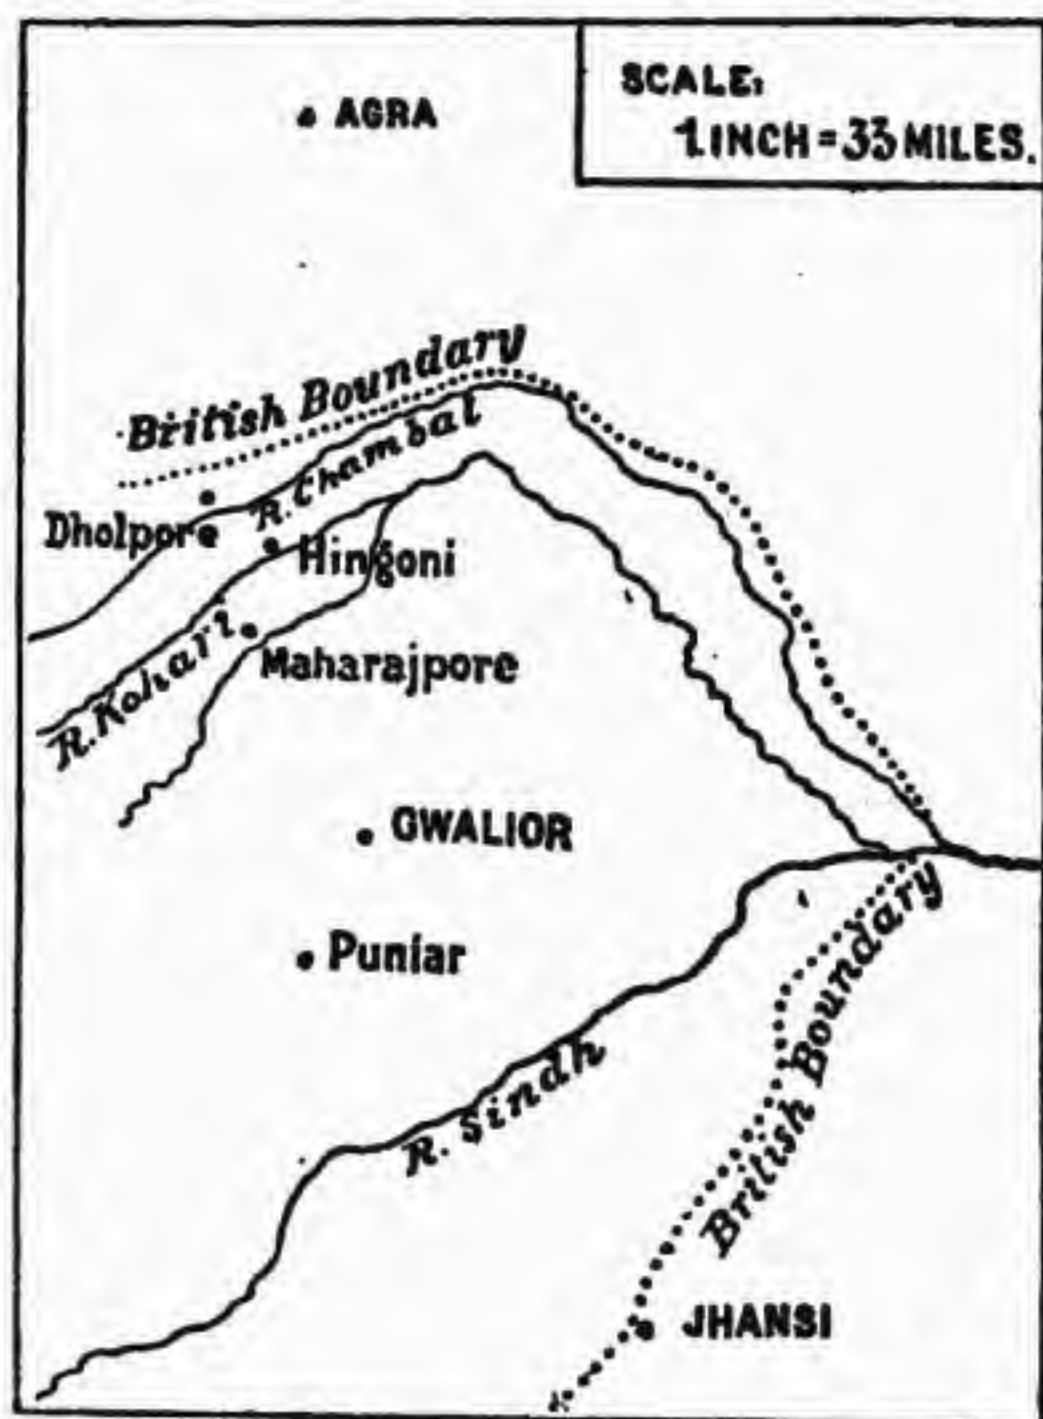 AGRA
SCALE:
1 INCH = 33 MILES.
British Boundary
R. Chambal
Dholpore
Hingoni
R. Kohari
Maharajpore
GWALIOR
Puniar
R. Sindh
British Boundary
JHANSI